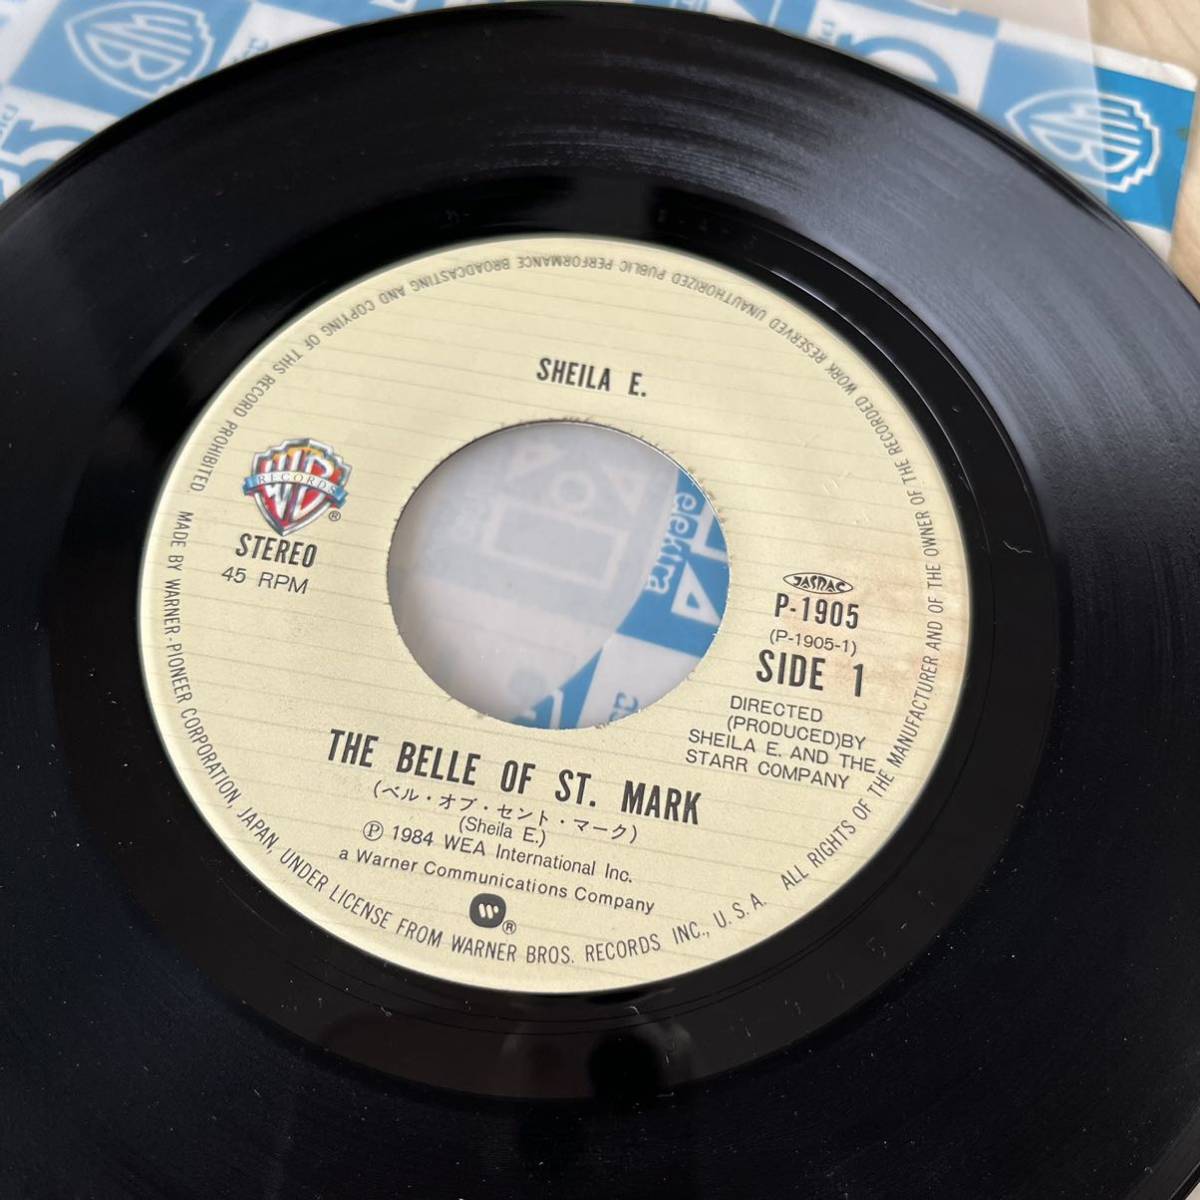 SHEILA E.
WB
RECORDS
®
STEREO
45 RPM
JASRAC
P-1905
(P-1905-1)
SIDE 1
DIRECTED
(PRODUCED)BY
SHEILA E. AND THE
STARR COMPANY
THE BELLE OF ST. MARK
(ベル・オブ・セント・マーク)
(Sheila E.)
Ⓟ 1984 WEA International Inc.
a Warner Communications Company
®
MADE BY WARNER-PIONEER CORPORATION, JAPAN, UNDER LICENSE FROM WARNER BROS. RECORDS INC., U.S.A. ALL RIGHTS OF THE MANUFACTURER AND OF THE OWNER OF THE RECORDED WORK RESERVED UNAUTHORIZED PUBLIC PERFORMANCE BROADCASTING AND COPYING OF THIS RECORD PROHIBITED.
elektra
WB
WB